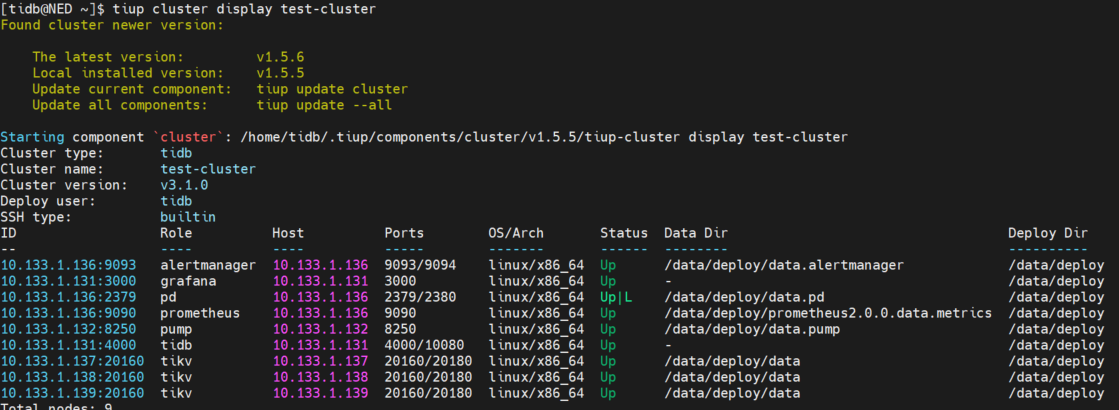 [tidb@NED ~]$ tiup cluster display test-cluster
Found cluster newer version:
The latest version: v1.5.6
Local installed version: v1.5.5
Update current component: tiup update cluster
Update all components: tiup update --all
Starting component `cluster`: /home/tidb/.tiup/components/cluster/v1.5.5/tiup-cluster display test-cluster
Cluster type: tidb
Cluster name: test-cluster
Cluster version: v3.1.0
Deploy user: tidb
SSH type: builtin
ID Role Host Ports OS/Arch Status Data Dir Deploy Dir
-- ---- ---- ----- ------- ------ -------- ----------
10.133.1.136:9093 alertmanager 10.133.1.136 9093/9094 linux/x86_64 Up /data/deploy/data.alertmanager /data/deploy
10.133.1.131:3000 grafana 10.133.1.131 3000 linux/x86_64 Up - /data/deploy
10.133.1.136:2379 pd 10.133.1.136 2379/2380 linux/x86_64 Up|L /data/deploy/data.pd /data/deploy
10.133.1.136:9090 prometheus 10.133.1.136 9090 linux/x86_64 Up /data/deploy/prometheus2.0.0.data.metrics /data/deploy
10.133.1.132:8250 pump 10.133.1.132 8250 linux/x86_64 Up /data/deploy/data.pump /data/deploy
10.133.1.131:4000 tidb 10.133.1.131 4000/10080 linux/x86_64 Up - /data/deploy
10.133.1.137:20160 tikv 10.133.1.137 20160/20180 linux/x86_64 Up /data/deploy/data /data/deploy
10.133.1.138:20160 tikv 10.133.1.138 20160/20180 linux/x86_64 Up /data/deploy/data /data/deploy
10.133.1.139:20160 tikv 10.133.1.139 20160/20180 linux/x86_64 Up /data/deploy/data /data/deploy
Total nodes: 9